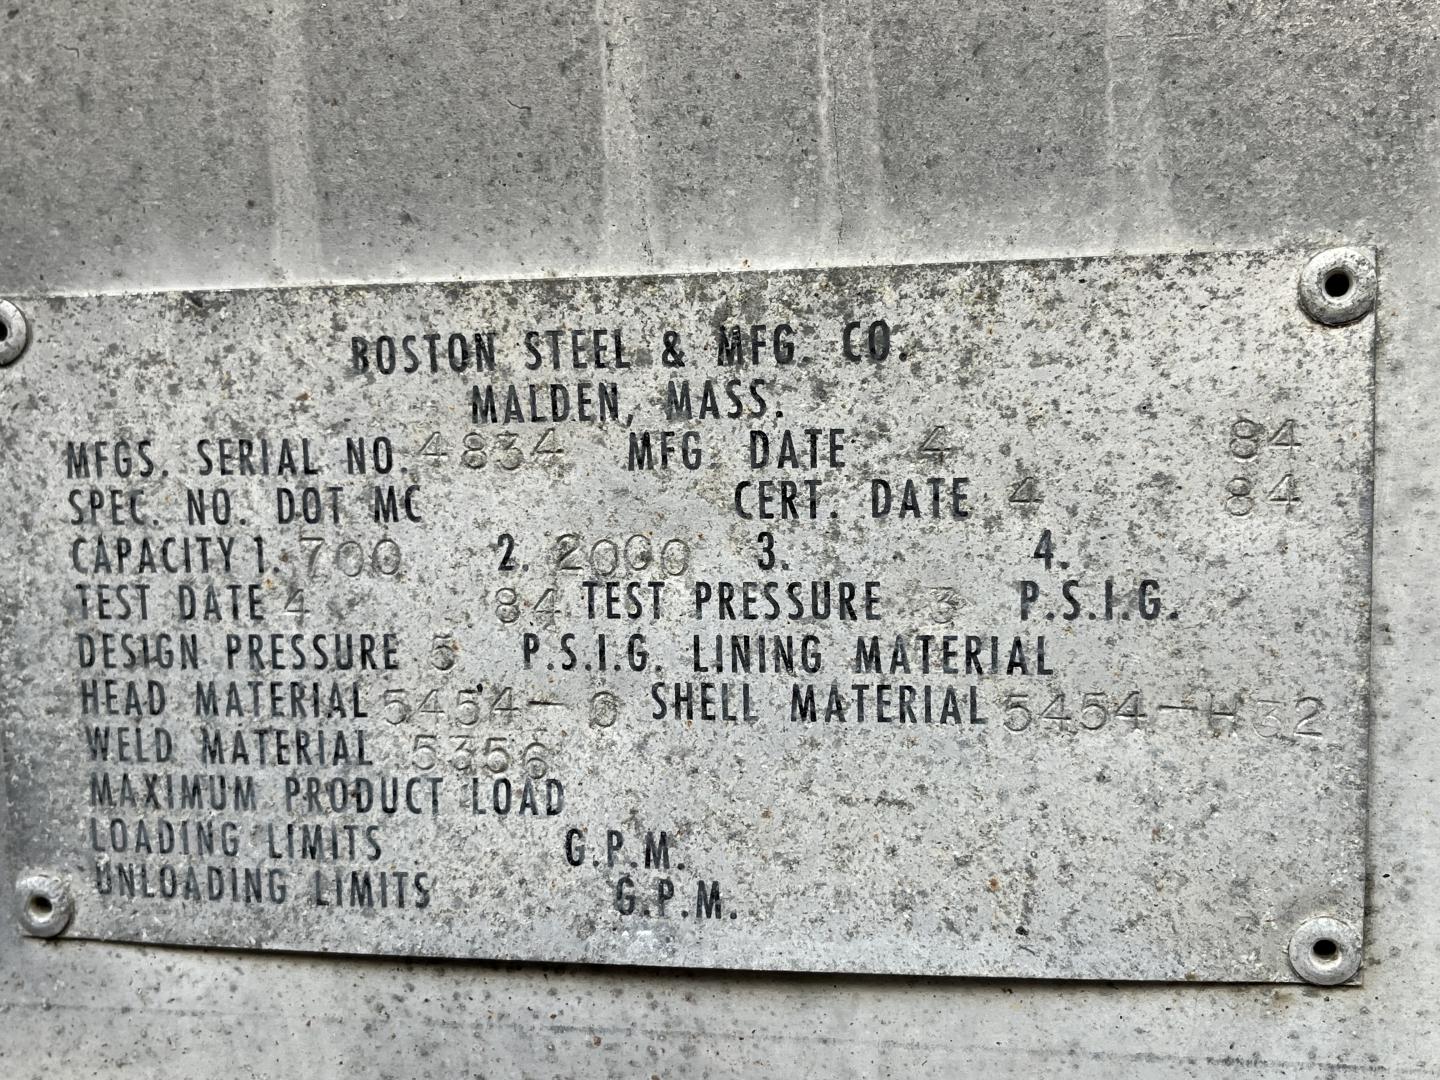 BOSTON STEEL & MFG. CO.
MALDEN, MASS.
MFGS. SERIAL NO. 4834 MFG. DATE 4 84
SPEC. NO. DOT MC CERT. DATE 4 84
CAPACITY 1. 700 2. 2000 3. 4.
TEST DATE 4 84 TEST PRESSURE 3 P.S.I.G.
DESIGN PRESSURE 5 P.S.I.G. LINING MATERIAL
HEAD MATERIAL 5454-0 SHELL MATERIAL 5454-H32
WELD MATERIAL 5356
MAXIMUM PRODUCT LOAD
LOADING LIMITS G.P.M.
UNLOADING LIMITS G.P.M.